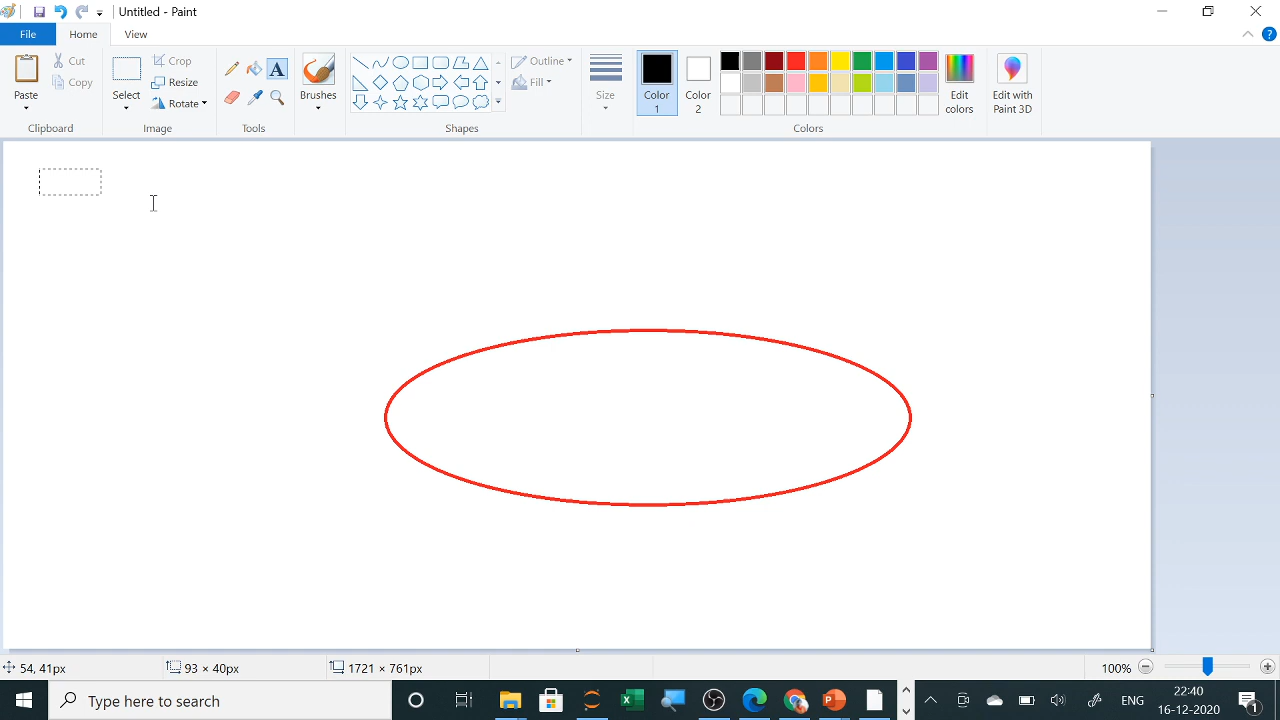 Untitled - Paint
File
Home
View
Paste
Cut
Copy
Clipboard
Select
Crop
Rotate
Image
A
Tools
Brushes
Shapes
Outline
Fill
Size
Color
1
Color
2
Edit
colors
Colors
Edit with
Paint 3D
54, 41px
93 × 40px
1721 × 761px
100%
Type here to search
ENG
22:40
16-12-2020
1